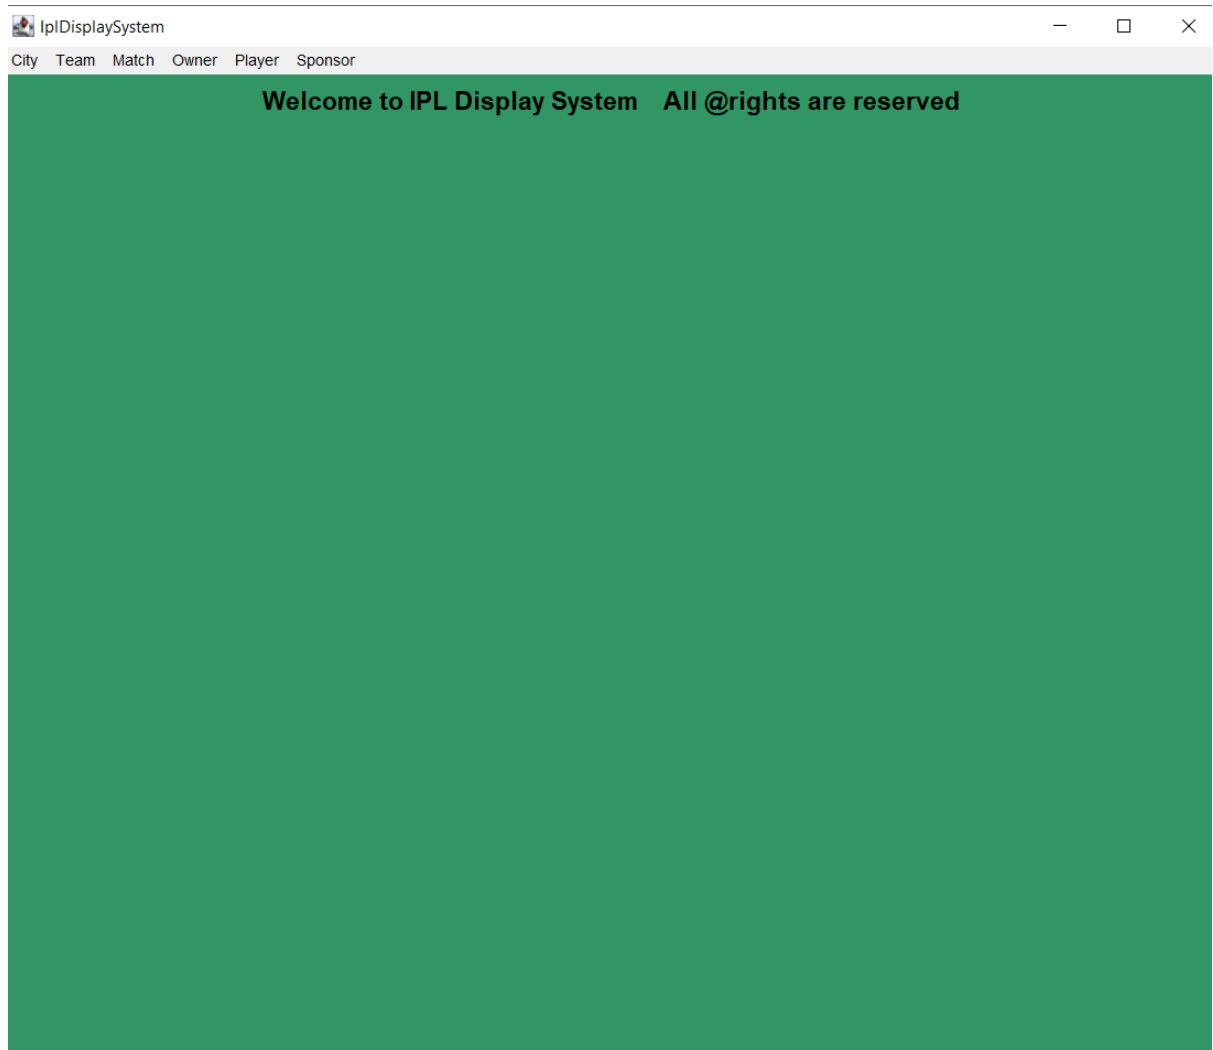 IplDisplaySystem
City Team Match Owner Player Sponsor
Welcome to IPL Display System    All @rights are reserved